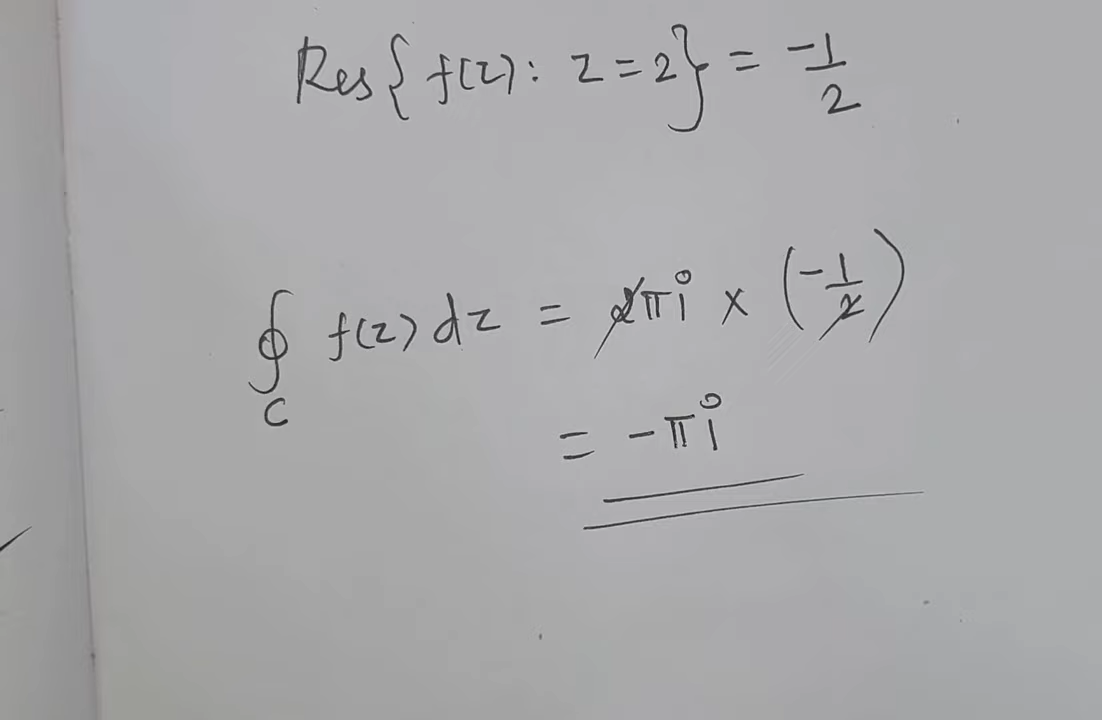 Res{f(z): z=2} = -1/2
∮_C f(z) dz = 2πi × (-1/2)
= -πi